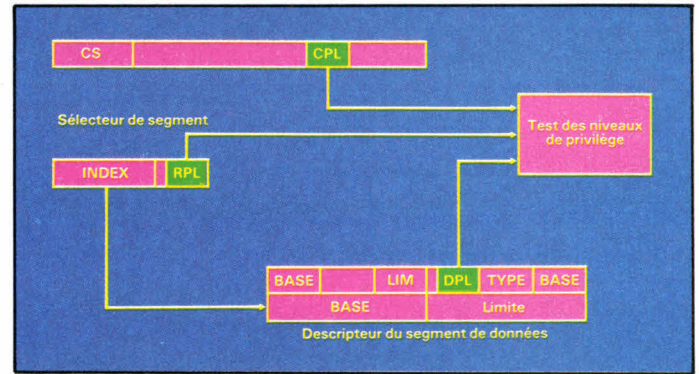 CS CPL
Sélecteur de segment
Test des niveaux
de privilège
INDEX RPL
BASE LIM DPL TYPE BASE
BASE Limite
Descripteur du segment de données